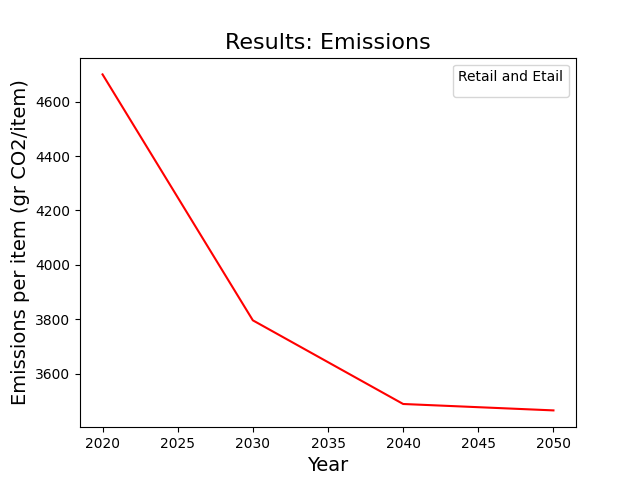 Results: Emissions
Retail and Etail
Emissions per item (gr CO2/item)
4600
4400
4200
4000
3800
3600
2020 2025 2030 2035 2040 2045 2050
Year